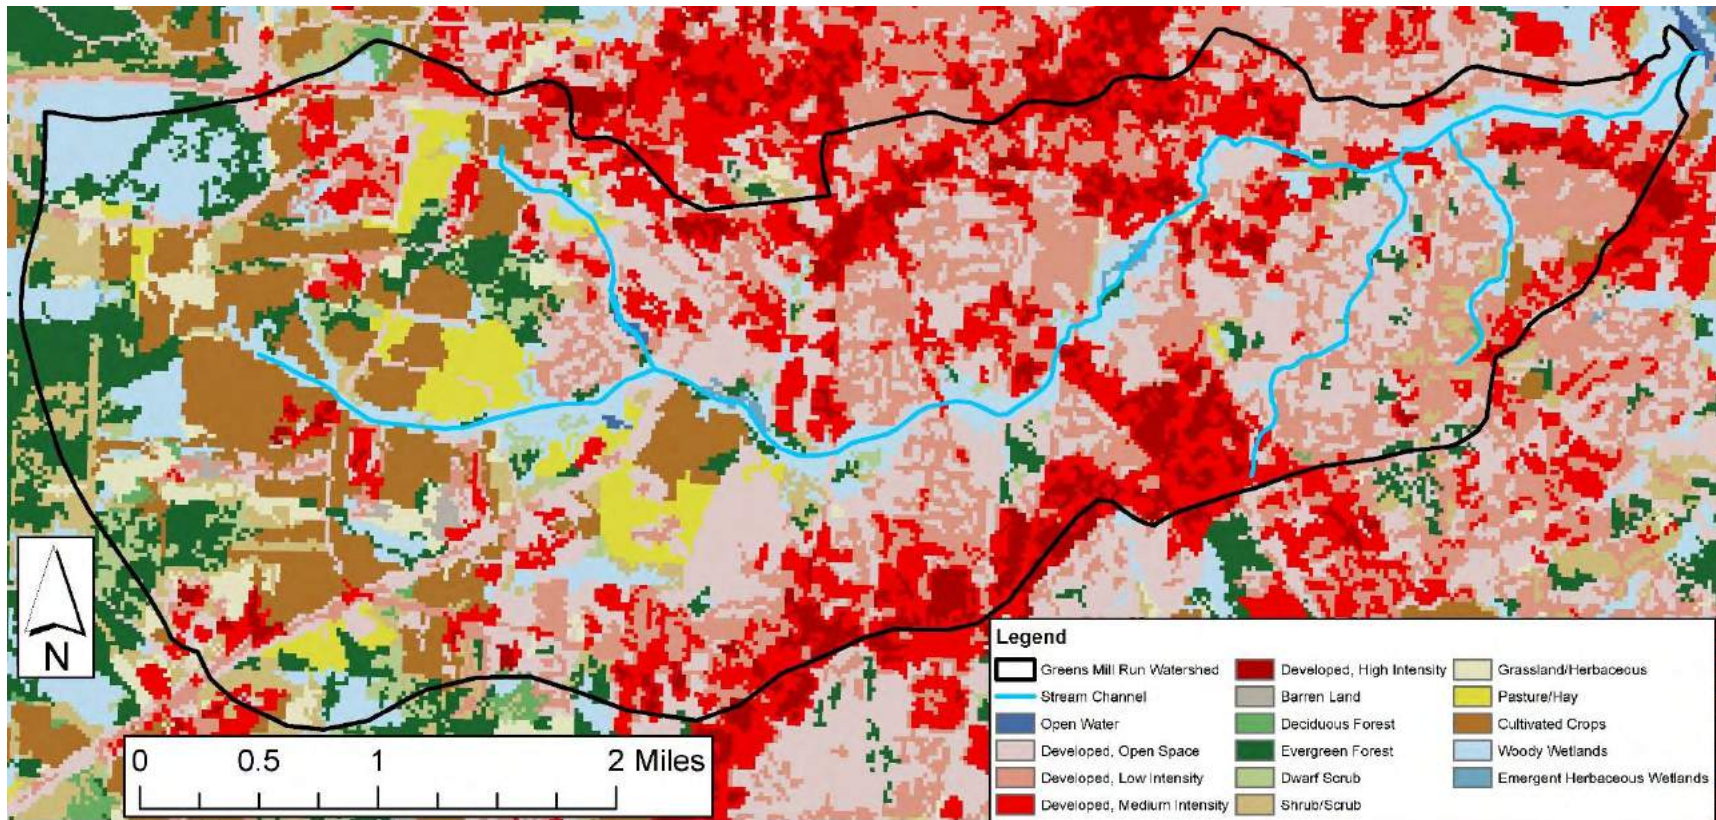 N
0 0.5 1 2 Miles
Legend
Greens Mill Run Watershed
Stream Channel
Open Water
Developed, Open Space
Developed, Low Intensity
Developed, Medium Intensity
Developed, High Intensity
Barren Land
Deciduous Forest
Evergreen Forest
Dwarf Scrub
Shrub/Scrub
Grassland/Herbaceous
Pasture/Hay
Cultivated Crops
Woody Wetlands
Emergent Herbaceous Wetlands